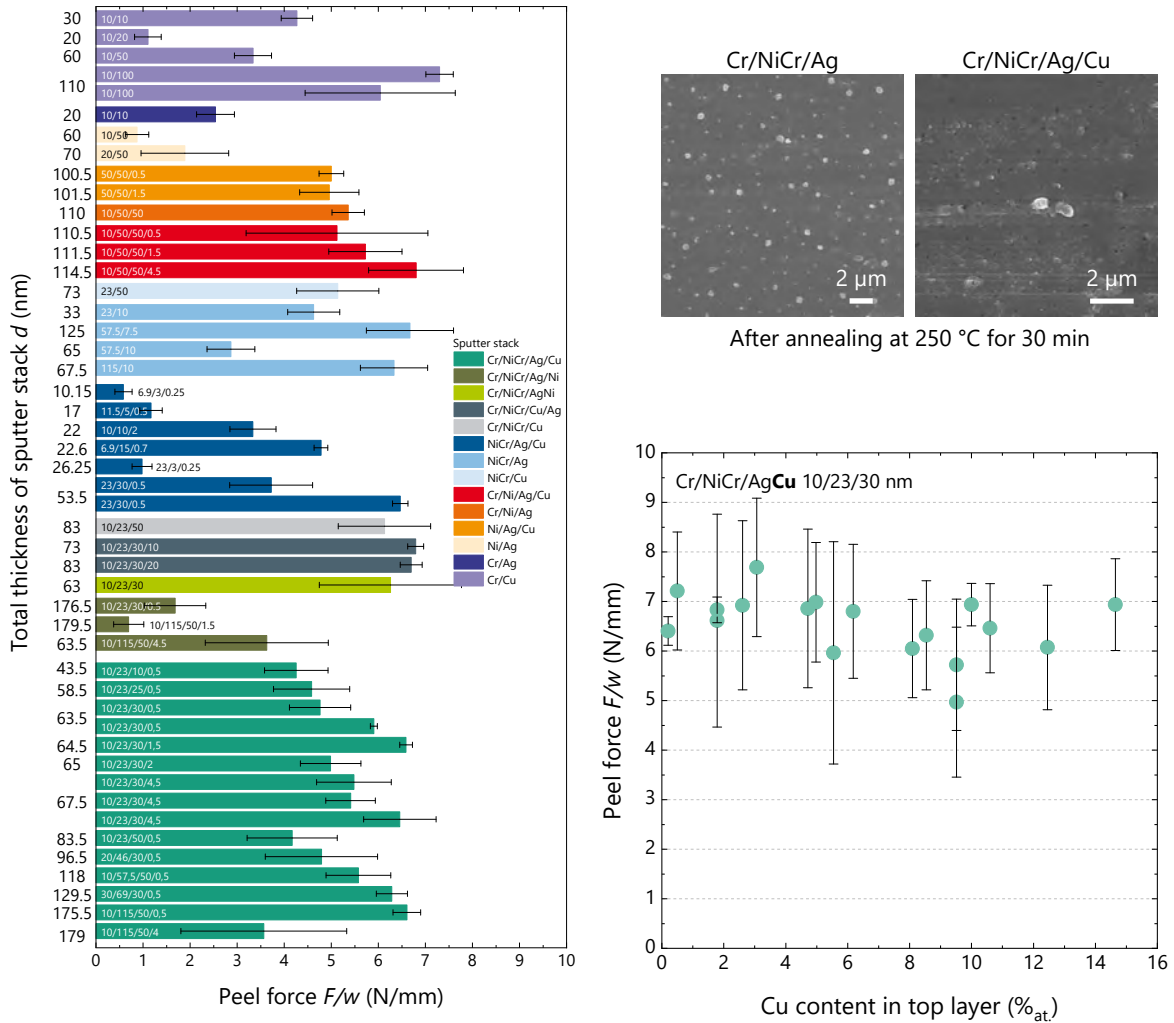 Total thickness of sputter stack d (nm)
30 10/10
20 10/20
60 10/50
10/100
110
10/100
20 10/10
60 10/50
70 20/50
100.5 50/50/0.5
101.5 50/50/1.5
110 10/50/50
110.5 10/50/50/0.5
111.5 10/50/50/1.5
114.5 10/50/50/4.5
73 23/50
33 23/10
125 57.5/7.5
65 57.5/10
67.5 115/10
10.15 6.9/3/0.25
17 11.5/5/0.5
22 10/10/2
22.6 6.9/15/0.7
26.25 23/3/0.25
23/30/0.5
53.5
23/30/0.5
83 10/23/50
73 10/23/30/10
83 10/23/30/20
63 10/23/30
176.5 10/23/30/0.5
179.5 10/115/50/1.5
63.5 10/115/50/4.5
43.5 10/23/10/0,5
58.5 10/23/25/0,5
10/23/30/0,5
63.5
10/23/30/0,5
64.5 10/23/30/1,5
65 10/23/30/2
10/23/30/4,5
67.5 10/23/30/4,5
10/23/30/4,5
83.5 10/23/50/0,5
96.5 20/46/30/0,5
118 10/57,5/50/0,5
129.5 30/69/30/0,5
175.5 10/115/50/0,5
179 10/115/50/4
0 1 2 3 4 5 6 7 8 9 10
Peel force F/w (N/mm)
Sputter stack
Cr/NiCr/Ag/Cu
Cr/NiCr/Ag/Ni
Cr/NiCr/AgNi
Cr/NiCr/Cu/Ag
Cr/NiCr/Cu
NiCr/Ag/Cu
NiCr/Ag
NiCr/Cu
Cr/Ni/Ag/Cu
Cr/Ni/Ag
Ni/Ag/Cu
Ni/Ag
Cr/Ag
Cr/Cu
Cr/NiCr/Ag
Cr/NiCr/Ag/Cu
2 μm
2 μm
After annealing at 250 °C for 30 min
Cr/NiCr/AgCu 10/23/30 nm
Peel force F/w (N/mm)
10
9
8
7
6
5
4
3
2
1
0
0 2 4 6 8 10 12 14 16
Cu content in top layer (%at.)